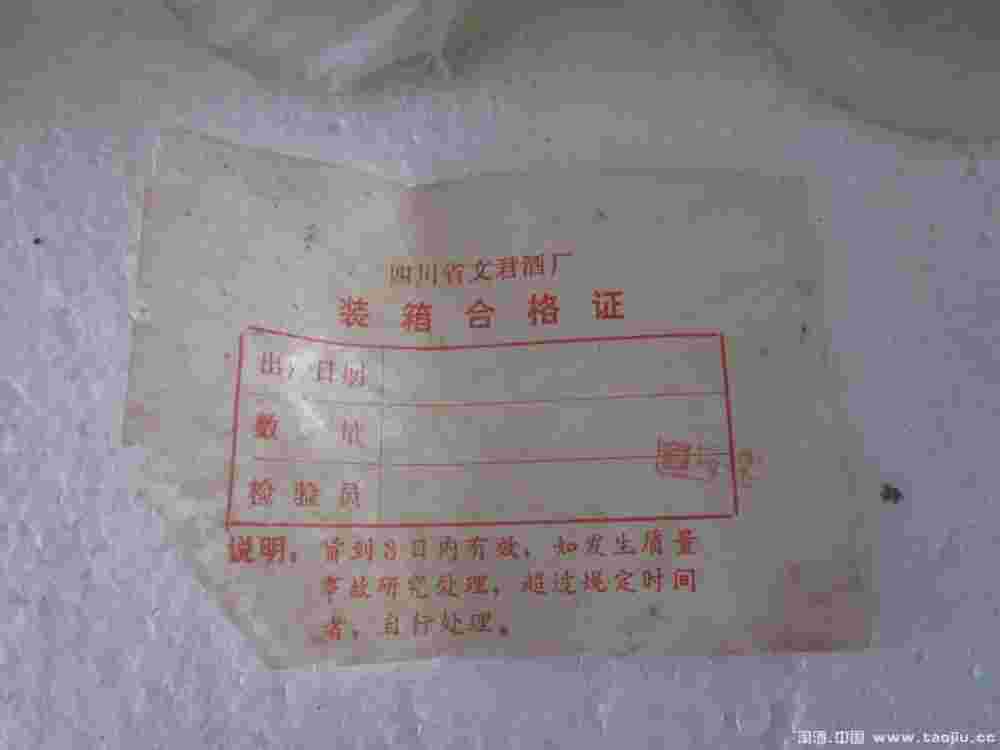 四川省文君酒厂
装箱合格证
出厂日期
数 量
检验员
说明：货到8日内有效，如发生质量
事故研究处理，超过规定时间
者，自行处理。
淘酒.中国 www.taojiu.cc